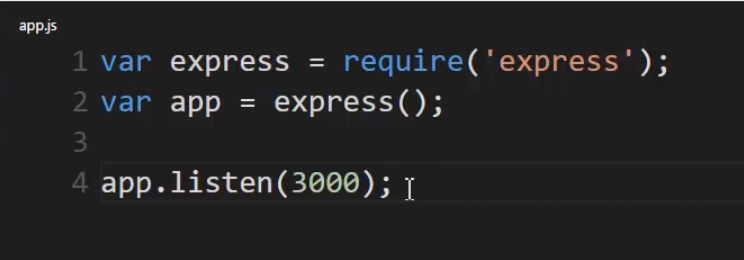 app.js
1 var express = require('express');
2 var app = express();
3
4 app.listen(3000);